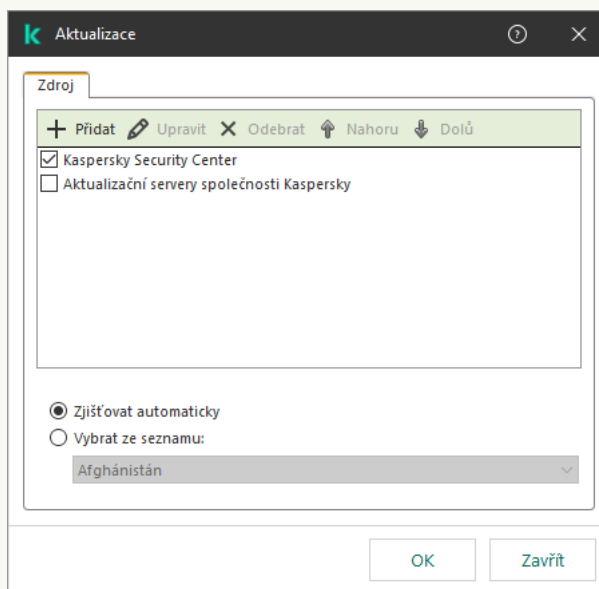 Aktualizace
Zdroj
Přidat Upravit Odebrat Nahoru Dolů
Kaspersky Security Center
Aktualizační servery společnosti Kaspersky
Zjišťovat automaticky
Vybrat ze seznamu:
Afghánistán
OK Zavřít